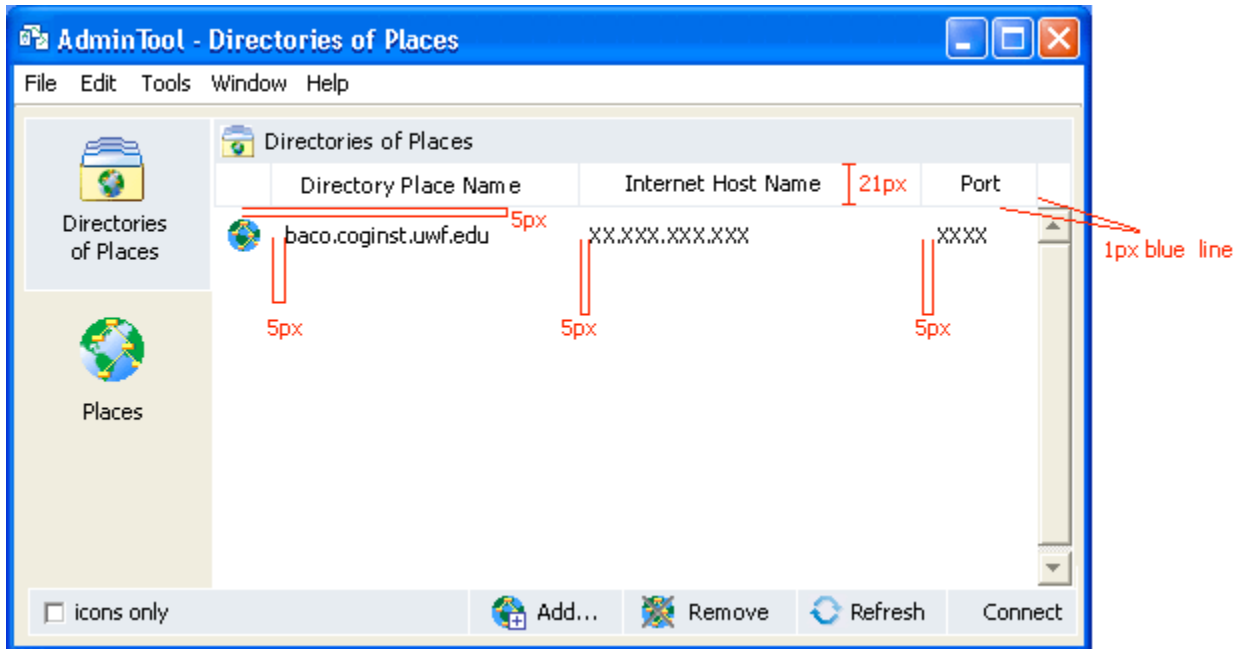 AdminTool - Directories of Places
File Edit Tools Window Help
Directories of Places
Directories of Places
Directory Place Name Internet Host Name 21px Port
5px
baco.coginst.uwf.edu XX.XXX.XXX.XXX XXXX
1px blue line
5px 5px 5px
Places
icons only Add... Remove Refresh Connect